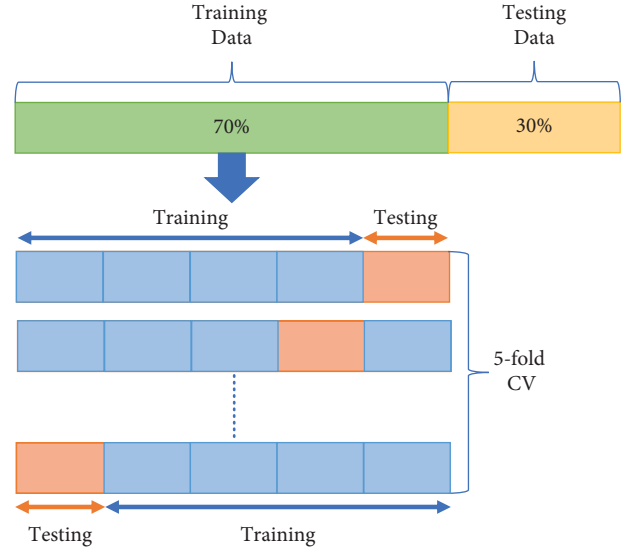 Training
Data
Testing
Data
70%
30%
Training
Testing
5-fold
CV
Testing
Training